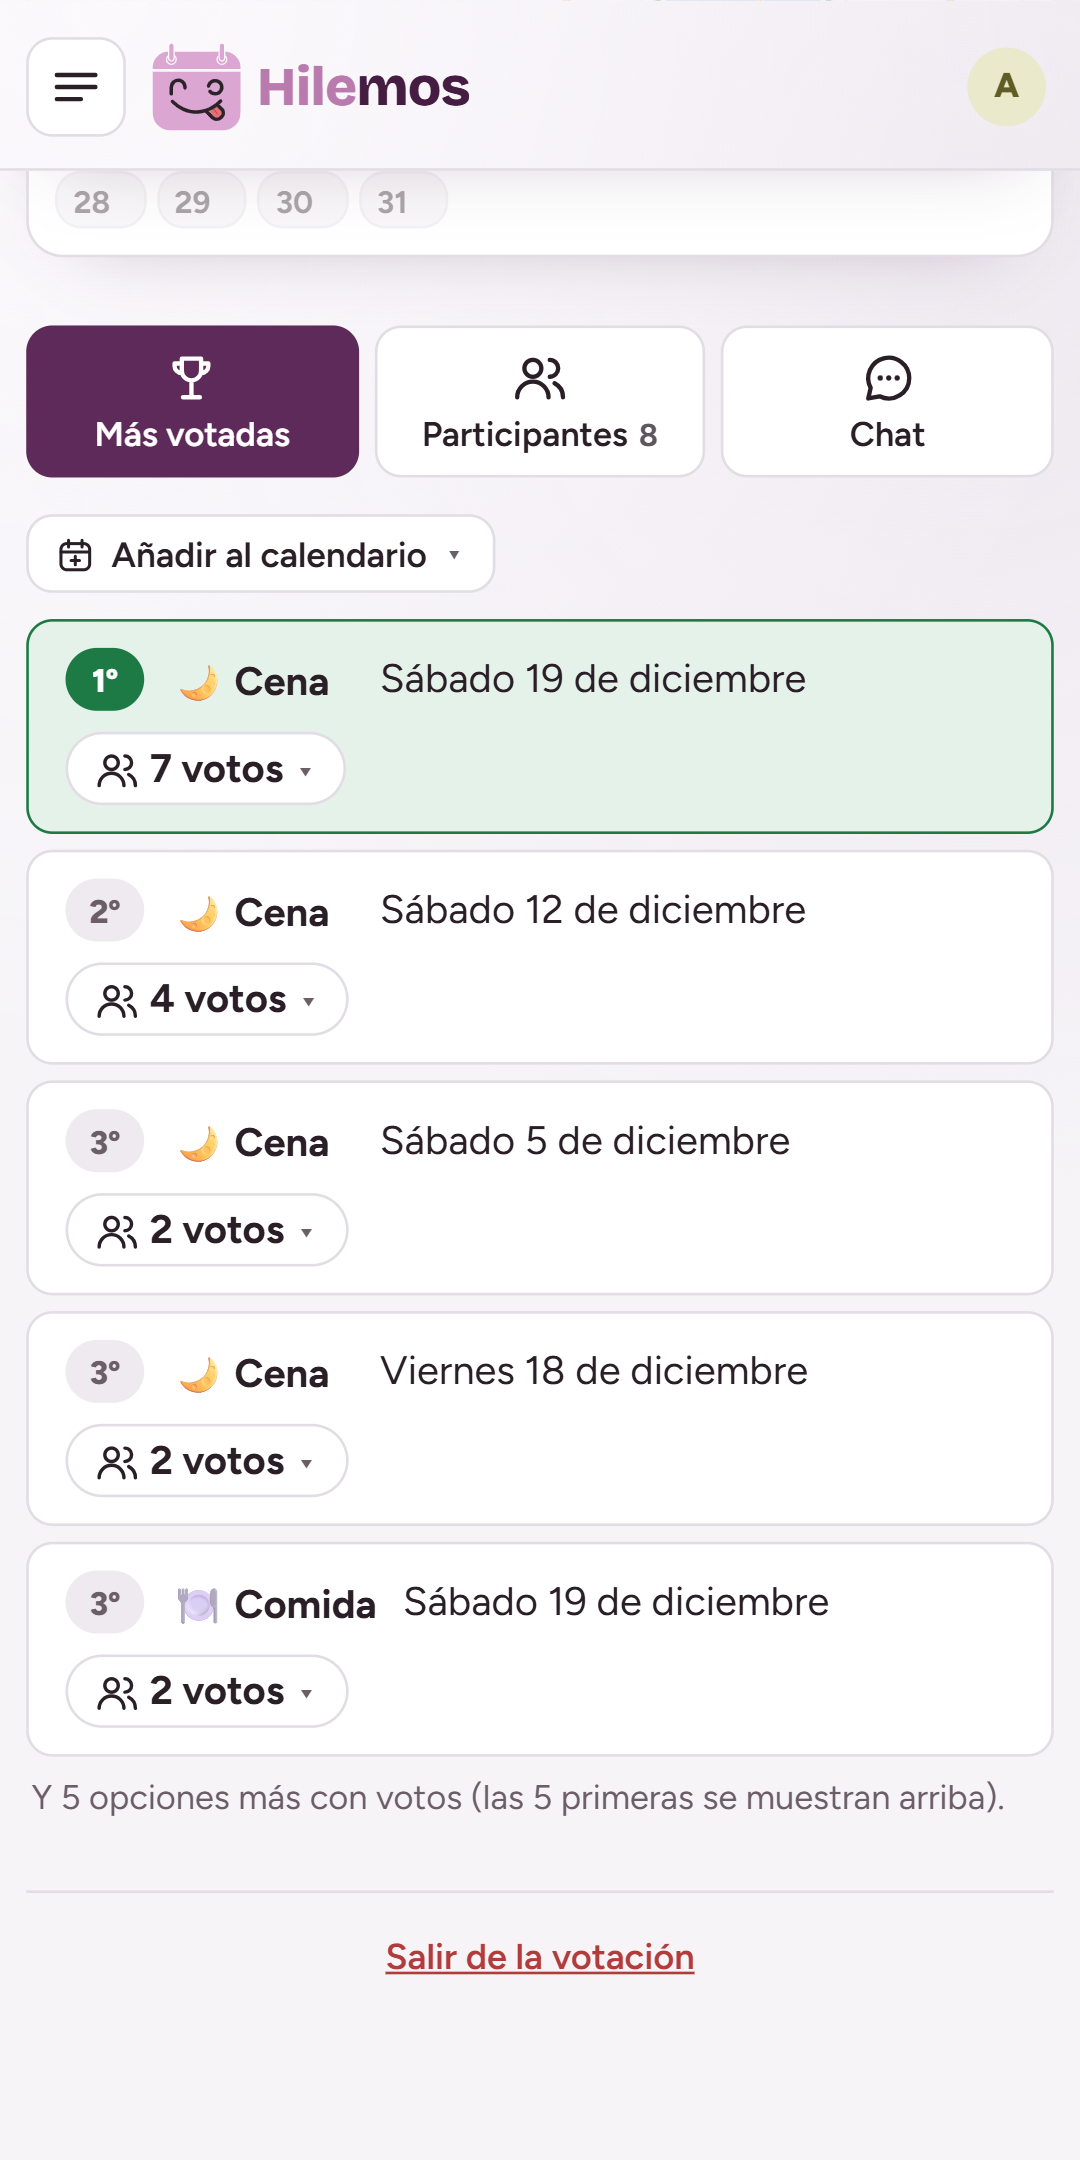 Hilemos
A
28 29 30 31
Más votadas
Participantes 8
Chat
Añadir al calendario
1º Cena Sábado 19 de diciembre
7 votos
2º Cena Sábado 12 de diciembre
4 votos
3º Cena Sábado 5 de diciembre
2 votos
3º Cena Viernes 18 de diciembre
2 votos
3º Comida Sábado 19 de diciembre
2 votos
Y 5 opciones más con votos (las 5 primeras se muestran arriba).
Salir de la votación